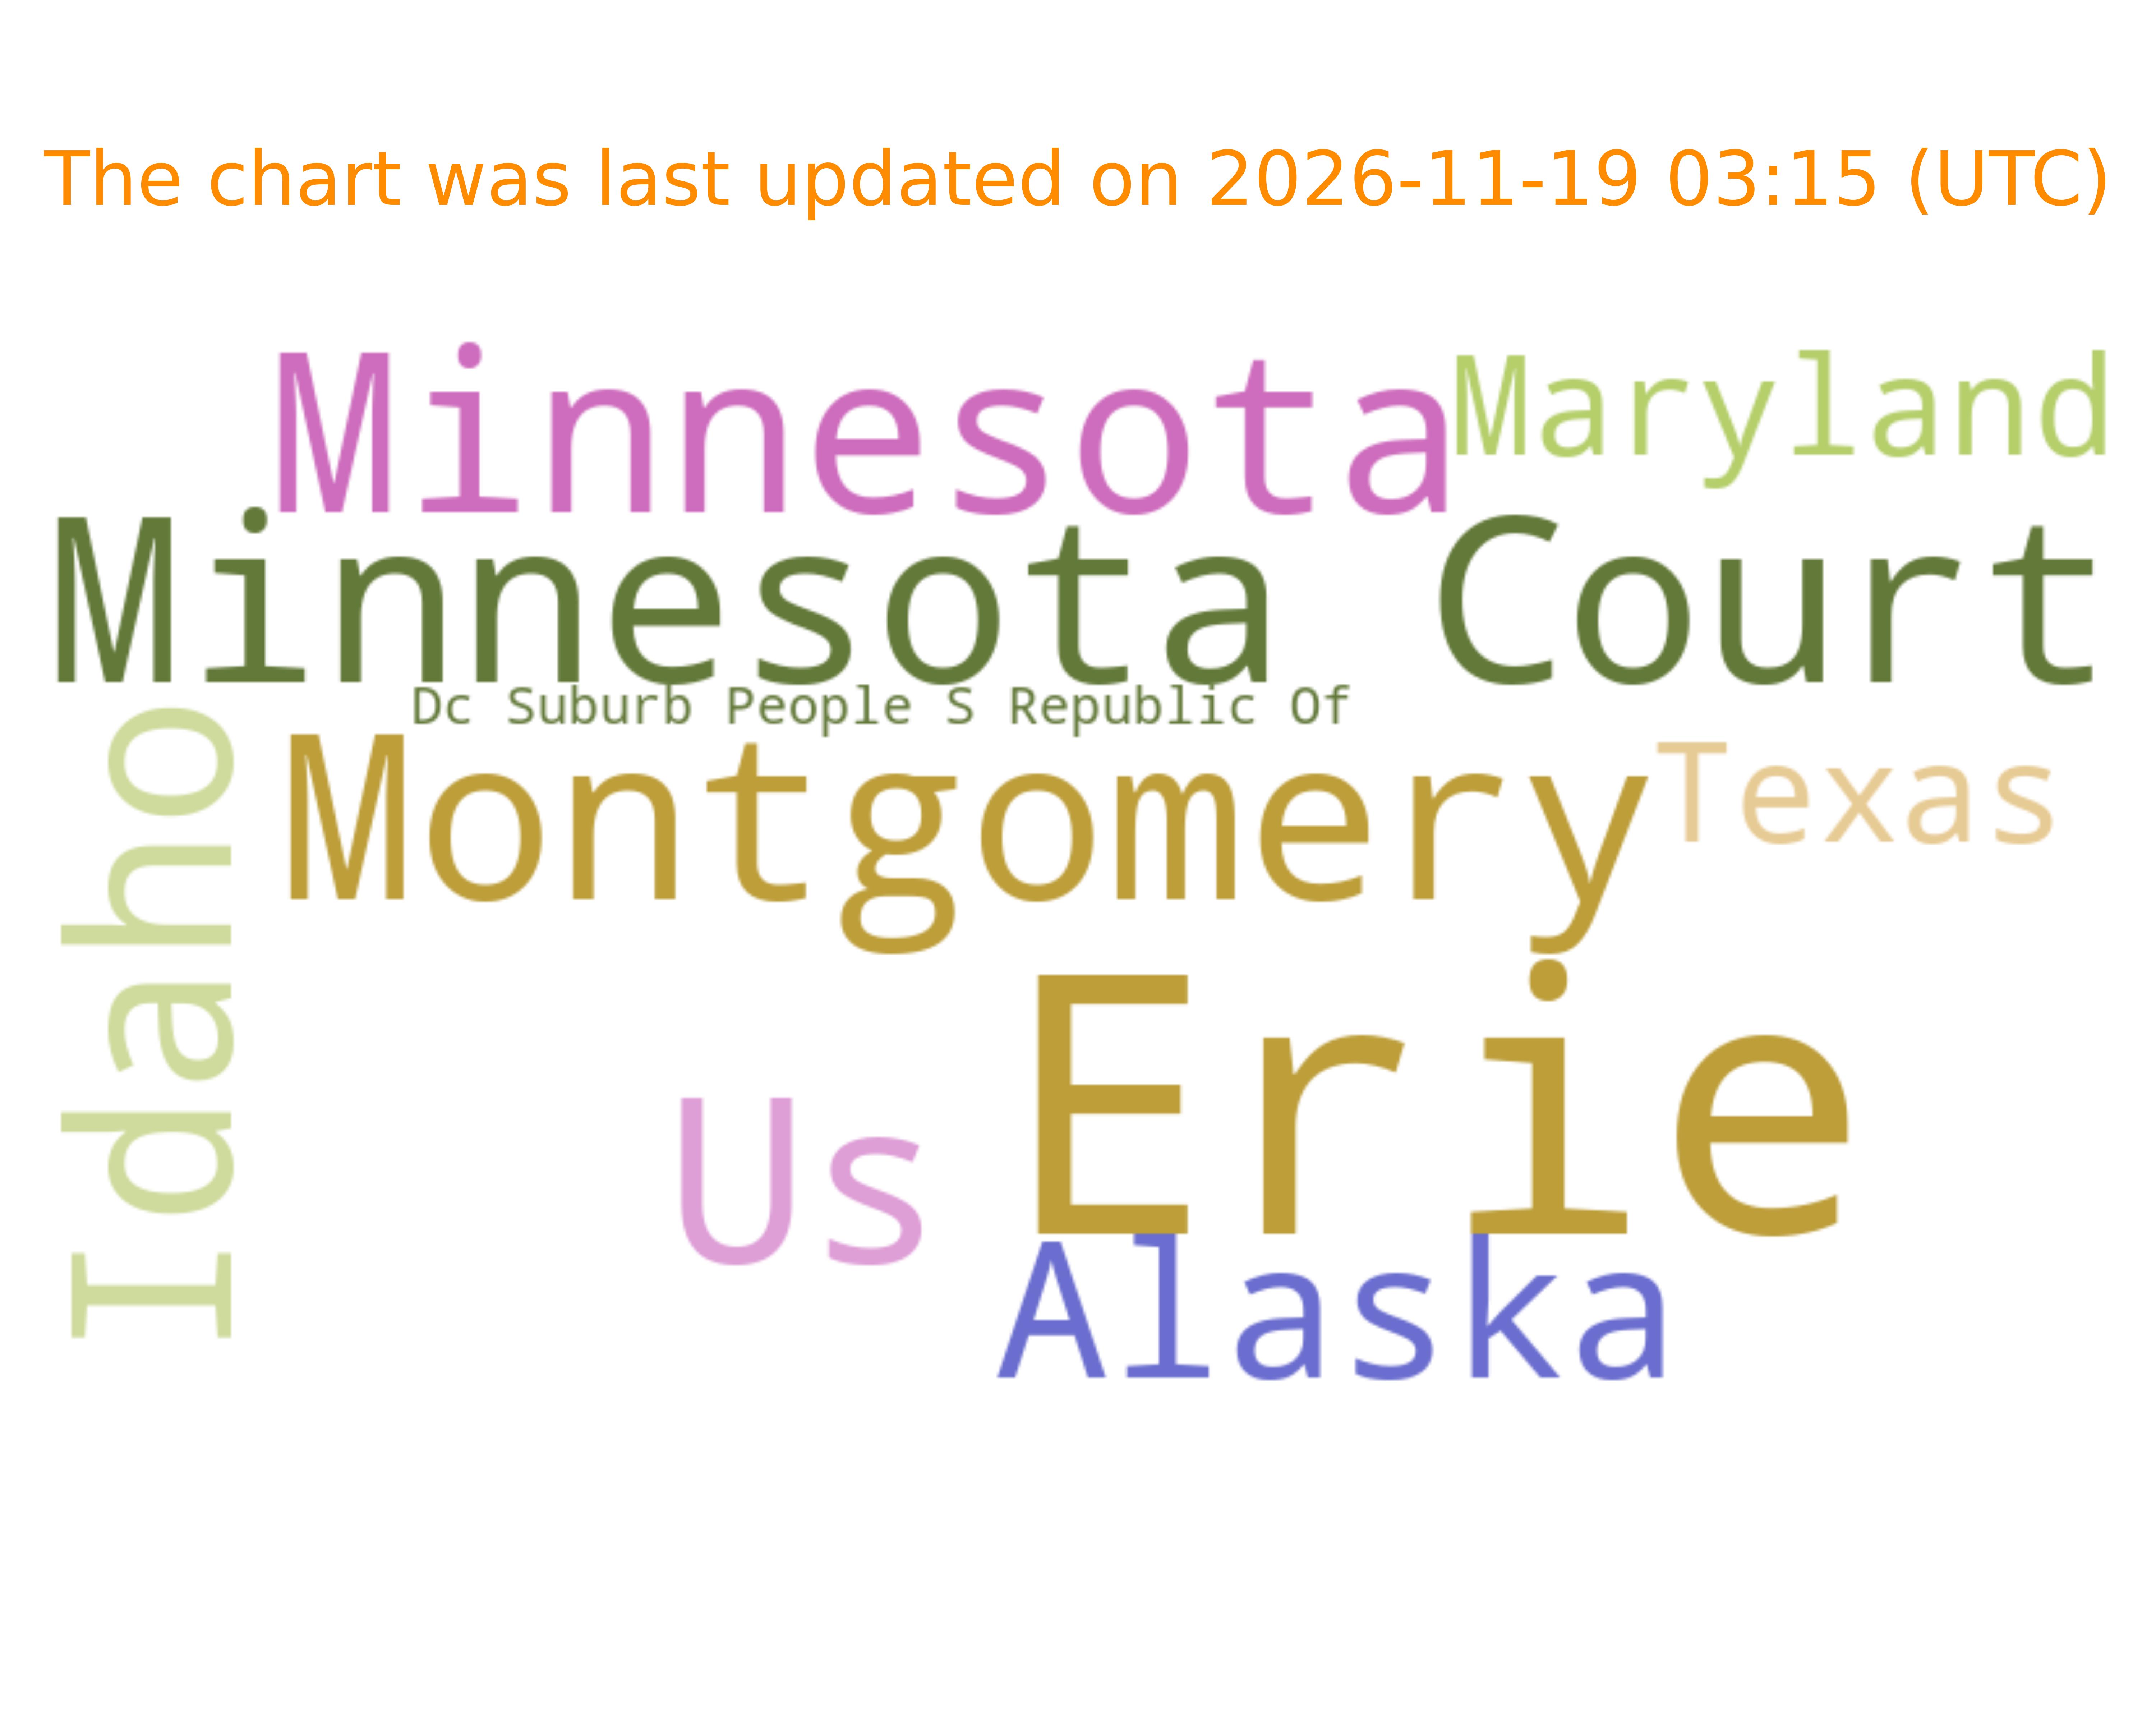 The chart was last updated on 2026-11-19 03:15 (UTC)
Minnesota
Maryland
Minnesota Court
Dc Suburb People S Republic Of
Montgomery
Texas
Idaho
Erie
Us
Alaska